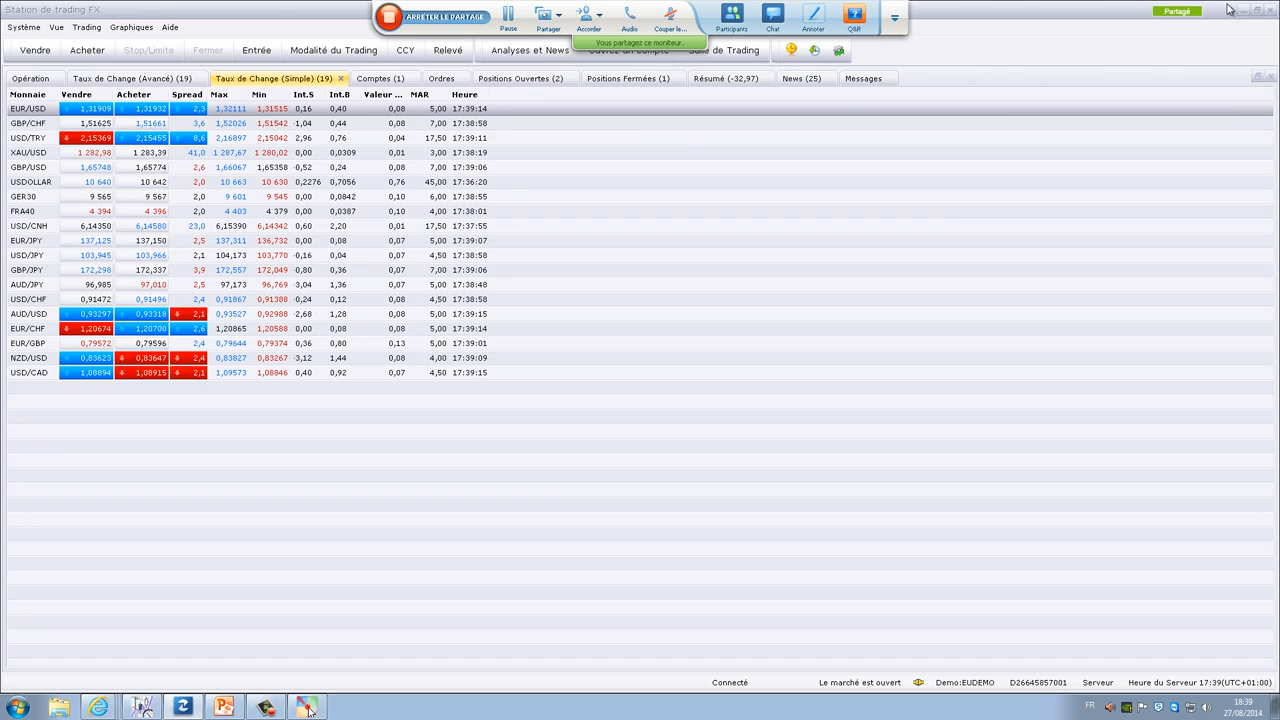 Station de trading FX
ARRETER LE PARTAGE
Pause
Partager
Accorder
Audio
Couper le...
Participants
Chat
Annoter
Q&R
Partagé
Système Vue Trading Graphiques Aide
Vous partagez ce moniteur.
Vendre Acheter Stop/Limite Fermer Entrée Modalité du Trading OCV Relevé Analyses et News Ouvrir un compte Salle de Trading
Opération Taux de Change (Avancé) (19) Taux de Change (Simple) (19) Comptes (1) Ordres Positions Ouvertes (2) Positions Fermées (1) Résumé (-32,97) News (25) Messages
Monnaie Vendre Acheter Spread Max Min Int.S Int.B Valeur ... MAR Heure
EUR/USD 1,31909 1,31932 2,3 1,32111 1,31515 0,16 0,40 0,08 5,00 17:39:14
GBP/CHF 1,51625 1,51661 3,6 1,52026 1,51542 -1,04 0,44 0,08 7,00 17:38:58
USD/TRY 2,15369 2,15455 8,6 2,16897 2,15042 2,96 0,76 0,04 17,50 17:39:11
XAU/USD 1 282,98 1 283,39 41,0 1 287,67 1 280,02 0,00 0,0309 0,01 3,00 17:38:19
GBP/USD 1,65748 1,65774 2,6 1,66067 1,65358 -0,52 0,24 0,08 7,00 17:39:06
USDOLLAR 10 640 10 642 2,0 10 663 10 630 0,2276 0,7056 0,76 45,00 17:36:20
GER30 9 565 9 567 2,0 9 601 9 545 0,00 0,0842 0,10 6,00 17:38:55
FRA40 4 394 4 396 2,0 4 403 4 379 0,00 0,0387 0,10 4,00 17:38:01
USD/CNH 6,14350 6,14580 23,0 6,15390 6,14342 0,60 2,20 0,01 17,50 17:37:55
EUR/JPY 137,125 137,150 2,5 137,311 136,732 0,00 0,08 0,07 5,00 17:39:07
USD/JPY 103,945 103,966 2,1 104,173 103,770 -0,16 0,04 0,07 4,50 17:38:58
GBP/JPY 172,298 172,337 3,9 172,557 172,049 -0,80 0,36 0,07 7,00 17:39:06
AUD/JPY 96,985 97,010 2,5 97,173 96,769 -3,04 1,36 0,07 4,00 17:38:48
USD/CHF 0,91472 0,91496 2,4 0,91867 0,91388 -0,24 0,12 0,08 4,50 17:38:58
AUD/USD 0,93297 0,93318 2,1 0,93527 0,92988 -2,68 1,28 0,08 5,00 17:39:15
EUR/CHF 1,20674 1,20700 2,6 1,20865 1,20588 0,00 0,08 0,08 5,00 17:39:14
EUR/GBP 0,79572 0,79596 2,4 0,79644 0,79374 0,36 0,80 0,13 5,00 17:39:01
NZD/USD 0,83623 0,83647 2,4 0,83827 0,83267 -3,12 1,44 0,08 4,00 17:39:09
USD/CAD 1,08894 1,08915 2,1 1,09573 1,08846 0,40 0,92 0,07 4,50 17:39:15
Connecté Le marché est ouvert Demo:EUDEMO D26645857001 Serveur Heure du Serveur 17:39(UTC+01:00)
FR
18:39
27/08/2014